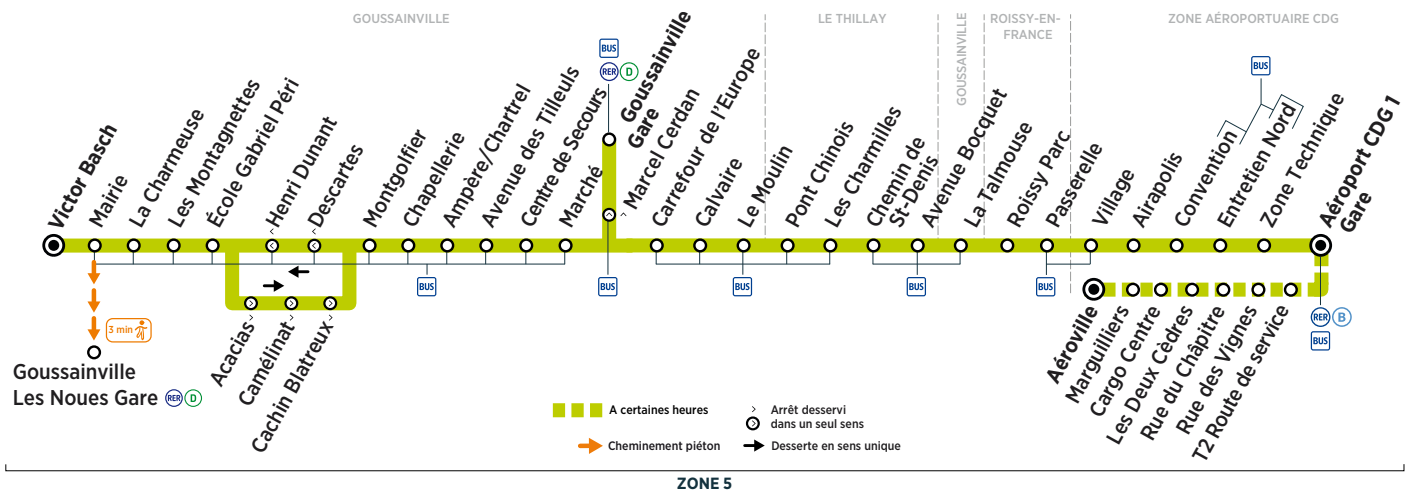 GOUSSAINVILLE
LE THILLAY
GOUSSAINVILLE
ROISSY-EN-
FRANCE
ZONE AÉROPORTUAIRE CDG
Victor Basch
Mairie
La Charmeuse
Les Montagnettes
École Gabriel Péri
Henri Dunant
Descartes
Montgolfier
Chapellerie
Ampère/Chartrel
Avenue des Tilleuls
Centre de Secours
Marché
BUS
RER D
Goussainville
Gare
Marcel Cerdan
Carrefour de l'Europe
Calvaire
Le Moulin
Pont Chinois
Les Charmilles
Chemin de
St-Denis
Avenue Bocquet
La Talmouse
Roissy Parc
Passerelle
Village
Airapolis
Convention
BUS
Entretien Nord
Zone Technique
Aéroport CDG 1
Gare
BUS
BUS
BUS
BUS
BUS
RER B
BUS
3 min
Goussainville
Les Noues Gare RER D
Acacias
Camélinat
Cachin Blatreux
Aéroville
Marguilliers
Cargo Centre
Les Deux Cèdres
Rue du Châpitre
Rue des Vignes
T2 Route de service
A certaines heures
Arrêt desservi
dans un seul sens
Cheminement piéton
Desserte en sens unique
ZONE 5